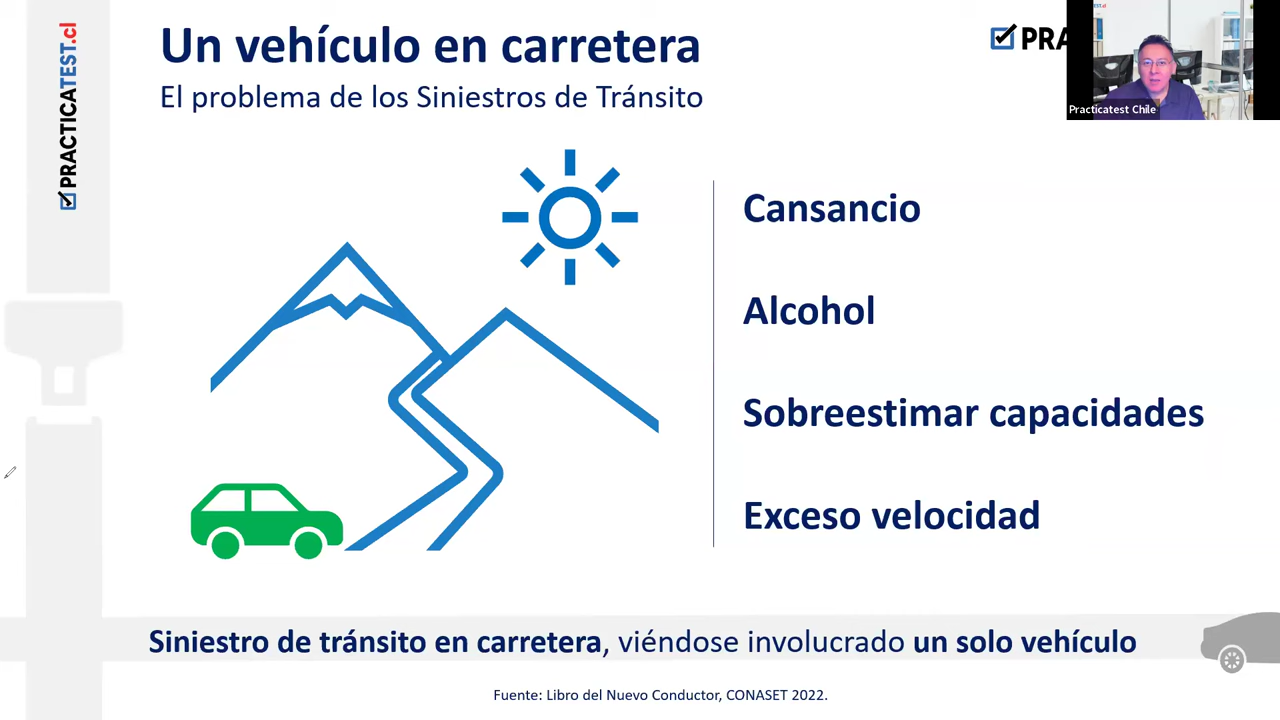 PRACTICATEST.cl
Un vehículo en carretera
El problema de los Siniestros de Tránsito
PRA
Practicatest Chile
Cansancio
Alcohol
Sobreestimar capacidades
Exceso velocidad
Siniestro de tránsito en carretera, viéndose involucrado un solo vehículo
Fuente: Libro del Nuevo Conductor, CONASET 2022.